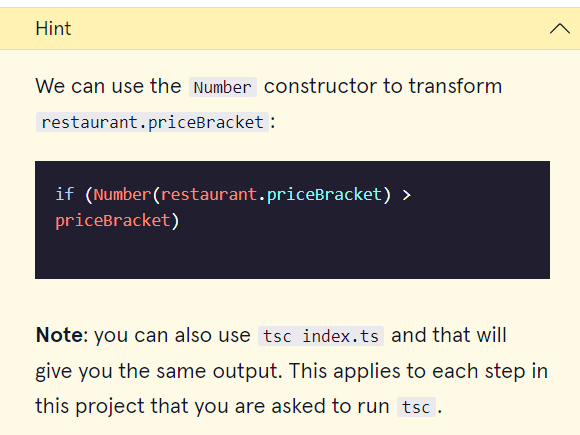 Hint
We can use the Number constructor to transform
restaurant.priceBracket:
if (Number(restaurant.priceBracket) >
priceBracket)
Note: you can also use tsc index.ts and that will
give you the same output. This applies to each step in
this project that you are asked to run tsc.